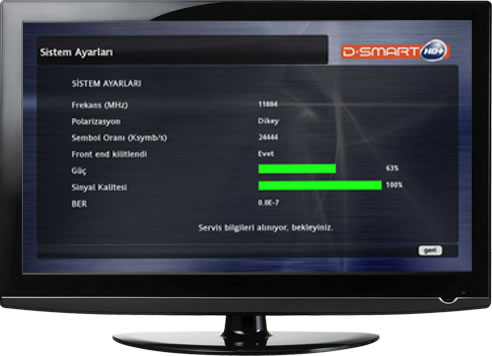 Sistem Ayarları
D-SMART HD+
SİSTEM AYARLARI
Frekans (MHz) 11804
Polarizasyon Dikey
Sembol Oranı (Ksymb/s) 24444
Front end kilitlendi Evet
Güç 63%
Sinyal Kalitesi 100%
BER 0.0E-7
Servis bilgileri alınıyor, bekleyiniz.
geri